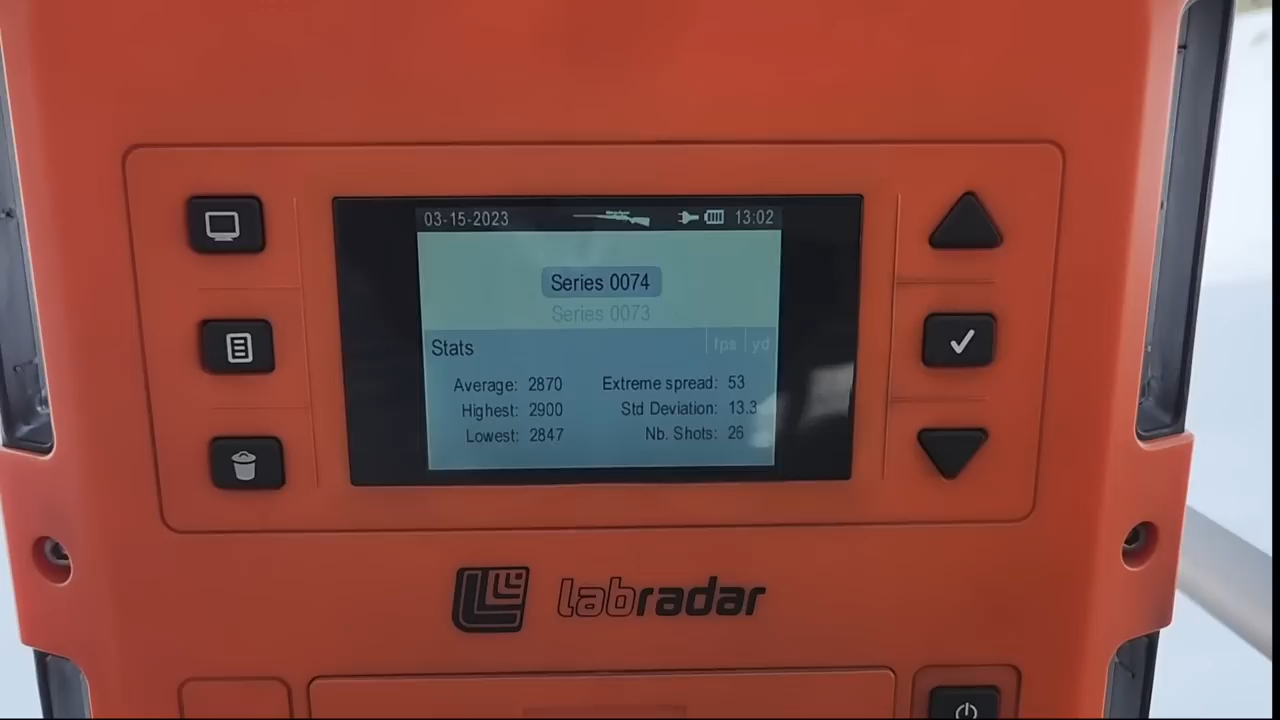 03-15-2023 13:02
Series 0074
Series 0073
Stats fps yd
Average: 2870 Extreme spread: 53
Highest: 2900 Std Deviation: 13.3
Lowest: 2847 Nb. Shots: 26
labradar